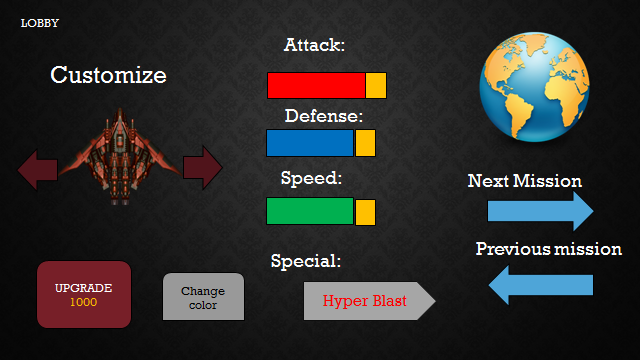 LOBBY
Customize
Attack:
Defense:
Speed:
Special:
Hyper Blast
UPGRADE
1000
Change
color
Next Mission
Previous mission